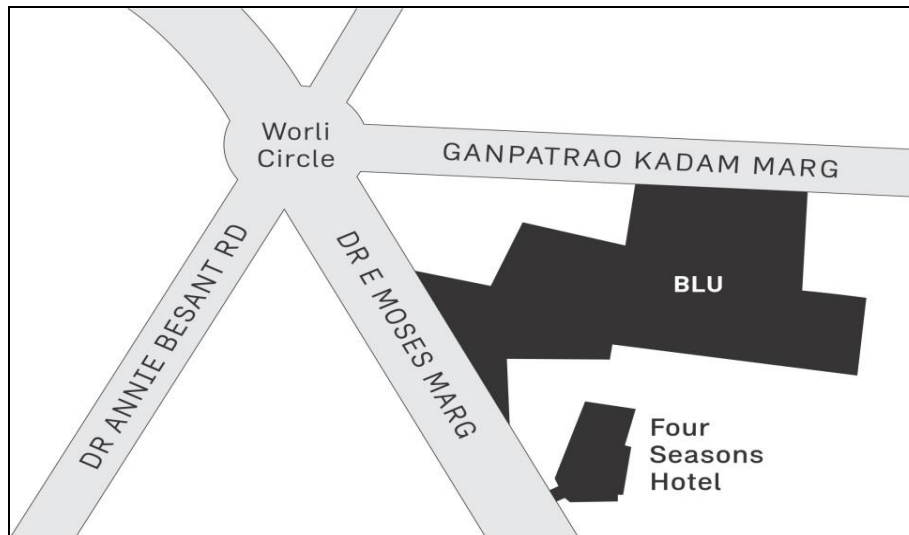 Worli
Circle
GANPATRAO KADAM MARG
DR ANNIE BESANT RD
DR E MOSES MARG
BLU
Four
Seasons
Hotel